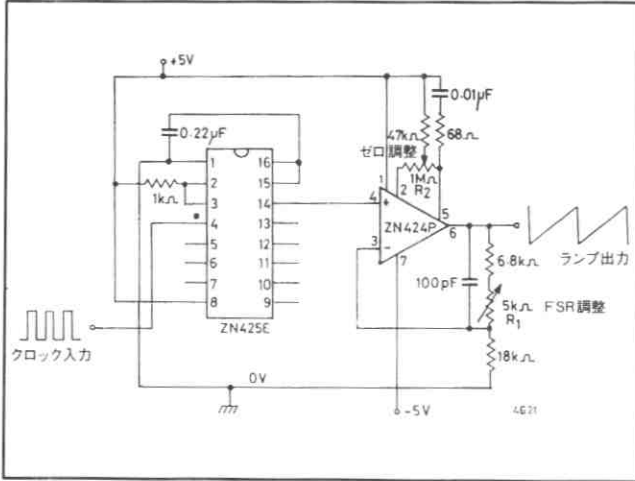 +5V
0.01μF
0.22μF
47kΩ
68Ω
ゼロ調整
1 16
2 15
3 14
4 13
5 12
6 11
7 10
8 9
1kΩ
1MΩ
R2
1
2
4
+
5
ZN424P
6
3
−
7
ランプ出力
6.8kΩ
100pF
5kΩ FSR調整
R1
18kΩ
ZN425E
クロック入力
0V
−5V